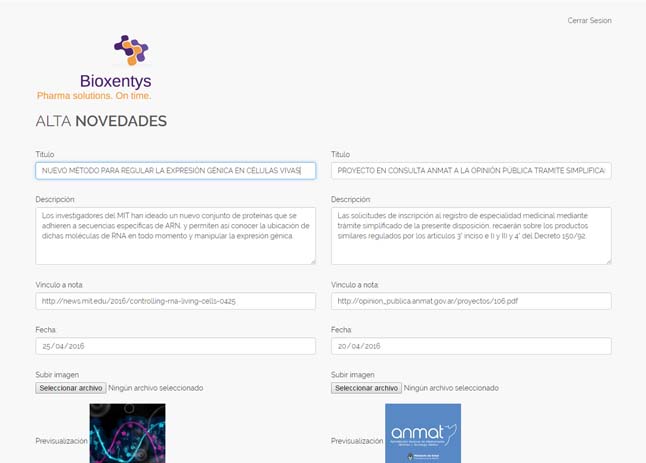 Cerrar Sesion
Bioxentys
Pharma solutions. On time.
ALTA NOVEDADES
Titulo
NUEVO MÉTODO PARA REGULAR LA EXPRESIÓN GÉNICA EN CÉLULAS VIVAS
Descripción:
Los investigadores del MIT han ideado un nuevo conjunto de proteínas que se
adhieren a secuencias específicas de ARN, y permiten así conocer la ubicación de
dichas moléculas de RNA en todo momento y manipular la expresión génica.
Vinculo a nota:
http://news.mit.edu/2016/controlling-rna-living-cells-0425
Fecha:
25/04/2016
Subir imagen
Seleccionar archivo Ningún archivo seleccionado
Previsualización
Titulo
PROYECTO EN CONSULTA ANMAT A LA OPINIÓN PUBLICA TRAMITE SIMPLIFICA
Descripción:
Las solicitudes de inscripción al registro de especialidad medicinal mediante
trámite simplificado de la presente disposición, recaerán sobre los productos
similares regulados por los artículos 3° inciso e I) y II) y 4° del Decreto 150/92.
Vinculo a nota:
http://opinion_publica.anmat.gov.ar/proyectos/106.pdf
Fecha:
20/04/2016
Subir imagen
Seleccionar archivo Ningún archivo seleccionado
Previsualización
anmat